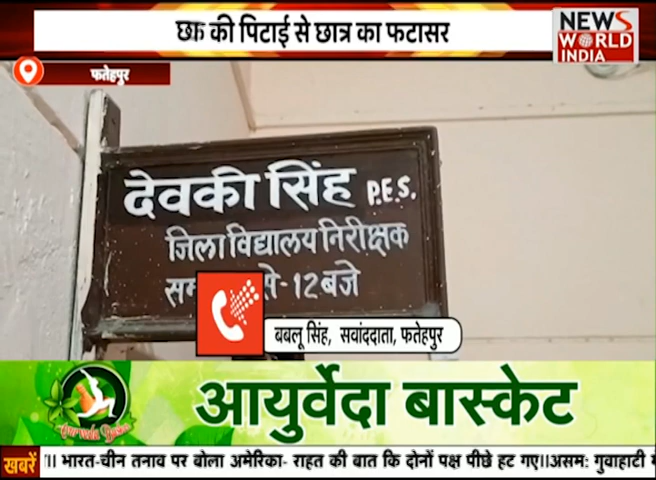 की पिटाई से छात्र का फटासर
NEWS
WORLD
INDIA
फतेहपुर
देवकी सिंह P.E.S.
जिला विद्यालय निरीक्षक
से-12 बजे
बबलू सिंह, सवांददाता, फतेहपुर
आयुर्वेदा बास्केट
खबरें
।। भारत-चीन तनाव पर बोला अमेरिका- राहत की बात कि दोनों पक्ष पीछे हट गए।।असम: गुवाहाटी